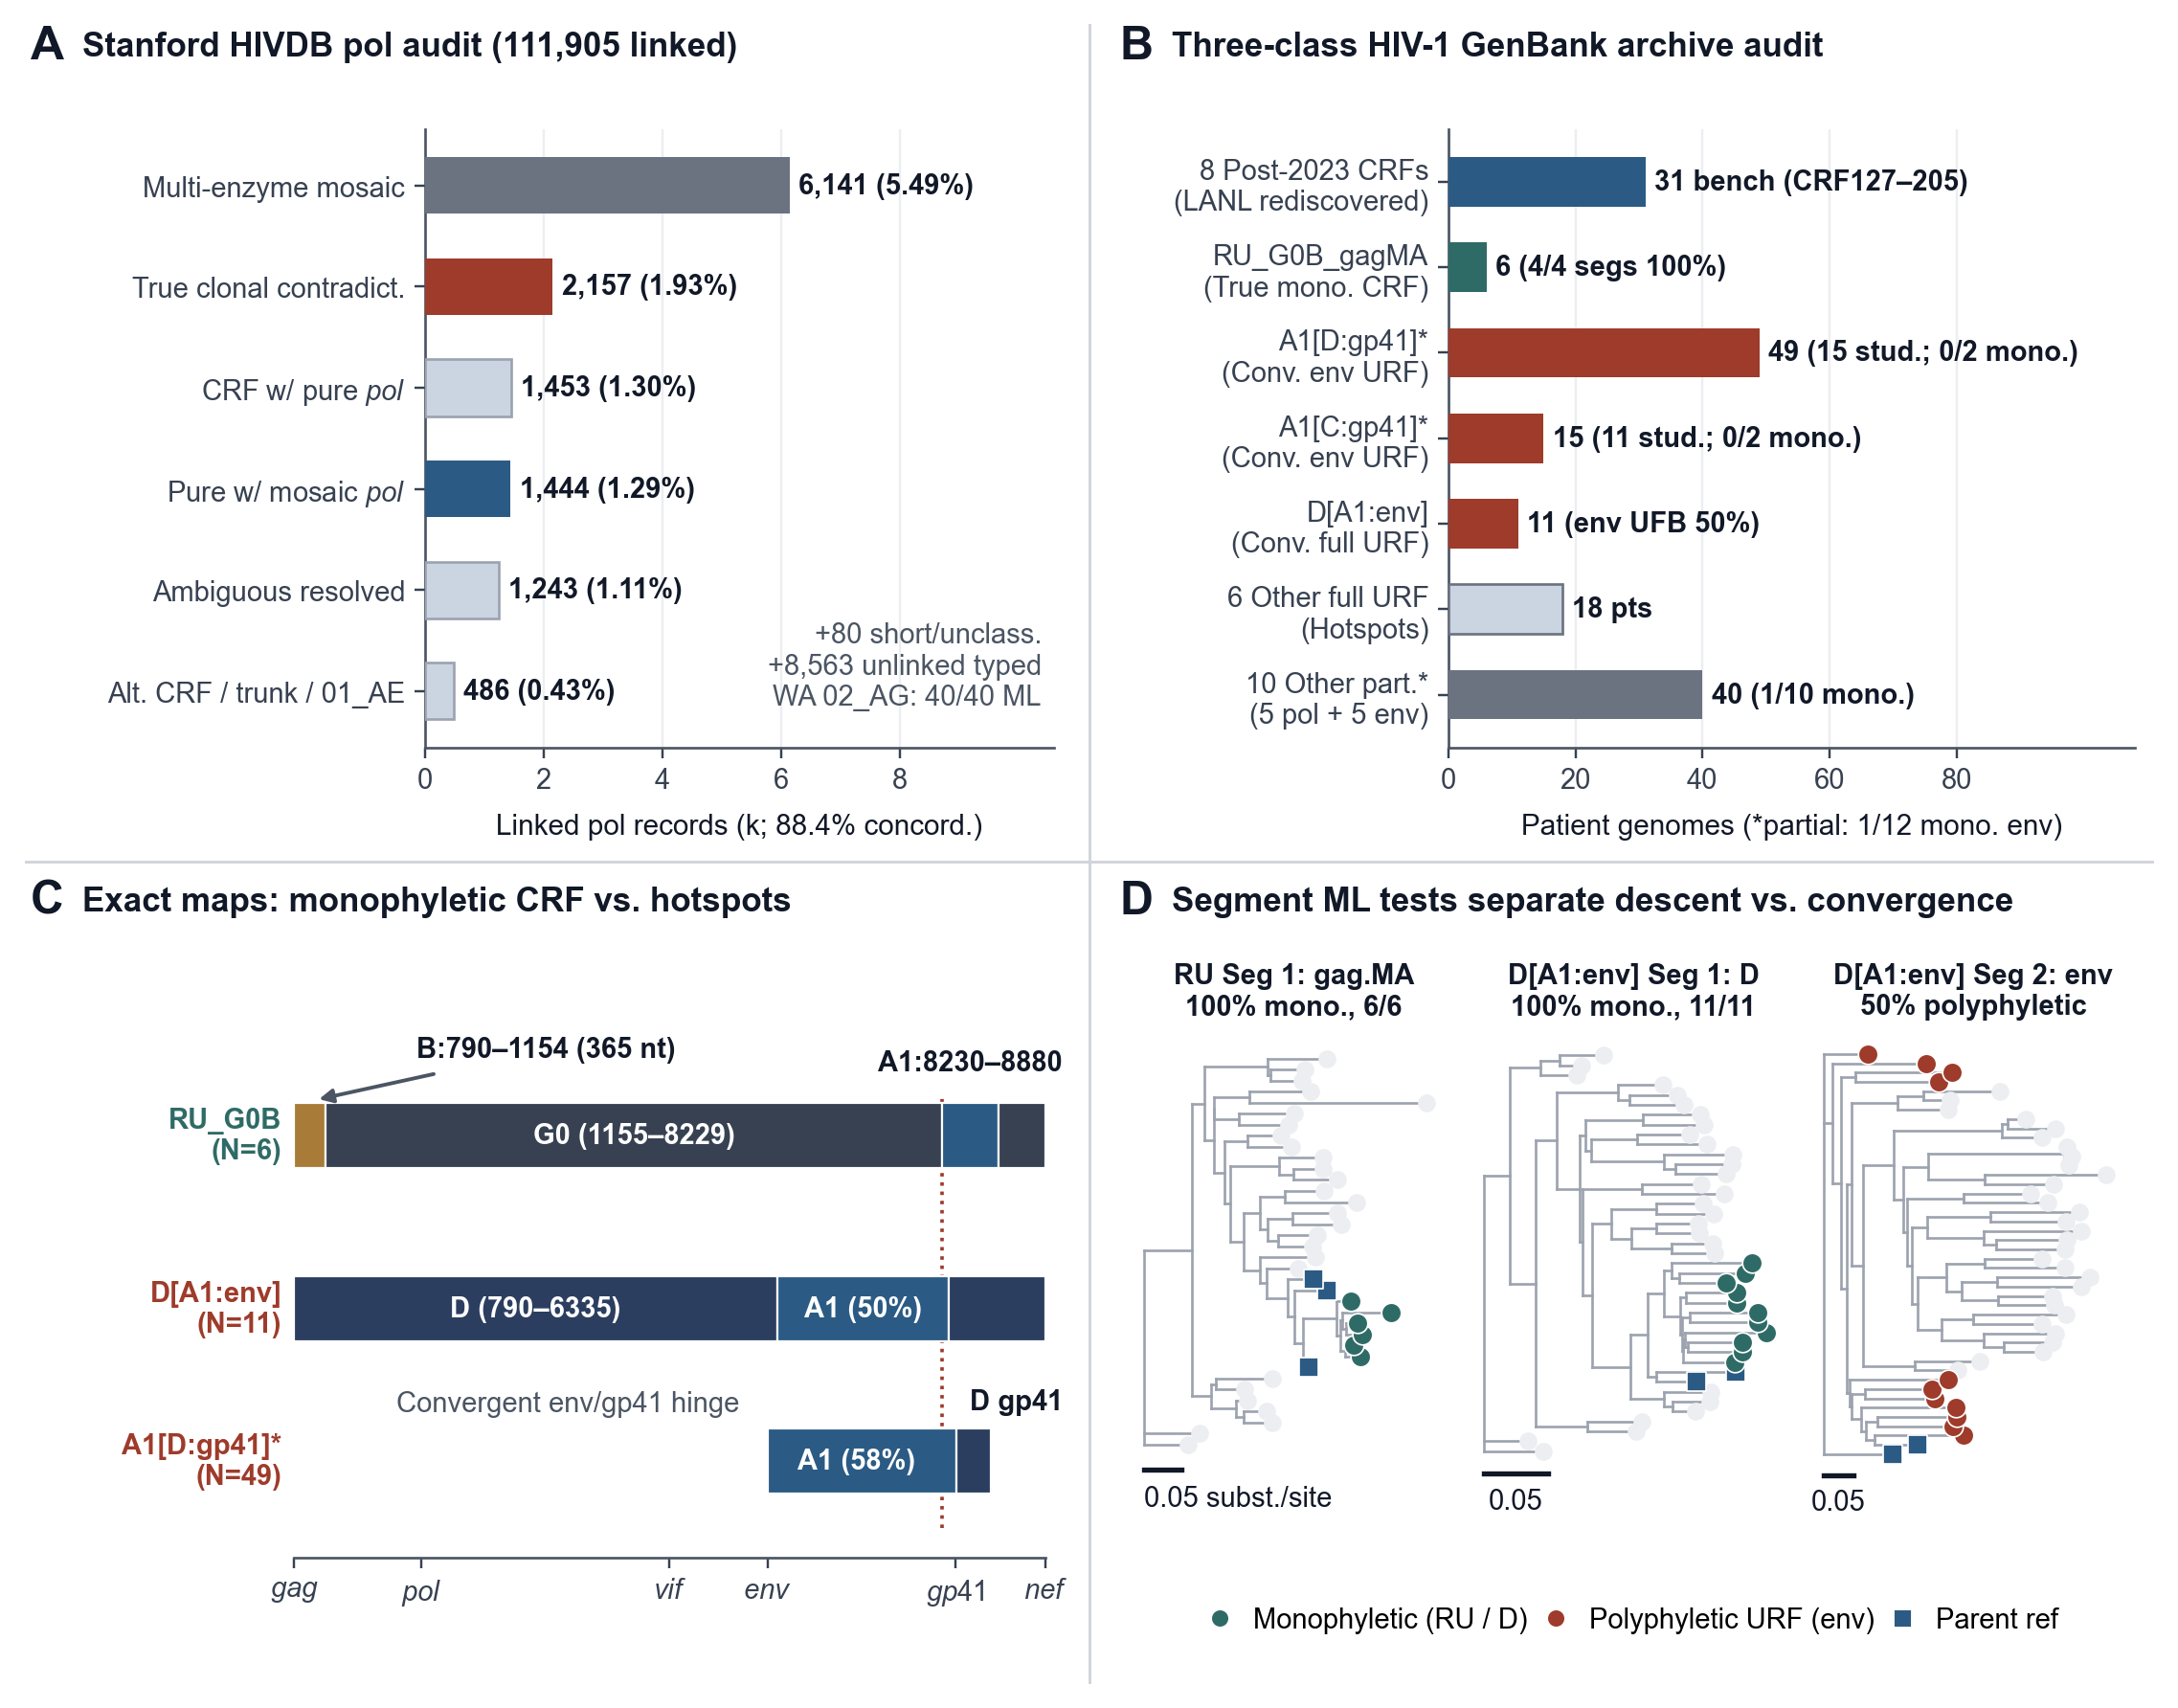 A Stanford HIVDB pol audit (111,905 linked)
Multi-enzyme mosaic
6,141 (5.49%)
True clonal contradict.
2,157 (1.93%)
CRF w/ pure pol
1,453 (1.30%)
Pure w/ mosaic pol
1,444 (1.29%)
Ambiguous resolved
1,243 (1.11%)
Alt. CRF / trunk / 01_AE
486 (0.43%)
+80 short/unclass.
+8,563 unlinked typed
WA 02_AG: 40/40 ML
0 2 4 6 8
Linked pol records (k; 88.4% concord.)
B Three-class HIV-1 GenBank archive audit
8 Post-2023 CRFs
(LANL rediscovered)
31 bench (CRF127–205)
RU_G0B_gagMA
(True mono. CRF)
6 (4/4 segs 100%)
A1[D:gp41]*
(Conv. env URF)
49 (15 stud.; 0/2 mono.)
A1[C:gp41]*
(Conv. env URF)
15 (11 stud.; 0/2 mono.)
D[A1:env]
(Conv. full URF)
11 (env UFB 50%)
6 Other full URF
(Hotspots)
18 pts
10 Other part.*
(5 pol + 5 env)
40 (1/10 mono.)
0 20 40 60 80
Patient genomes (*partial: 1/12 mono. env)
C Exact maps: monophyletic CRF vs. hotspots
B:790–1154 (365 nt)
A1:8230–8880
RU_G0B
(N=6)
G0 (1155–8229)
D[A1:env]
(N=11)
D (790–6335)
A1 (50%)
Convergent env/gp41 hinge
D gp41
A1[D:gp41]*
(N=49)
A1 (58%)
gag pol vif env gp41 nef
D Segment ML tests separate descent vs. convergence
RU Seg 1: gag.MA
100% mono., 6/6
D[A1:env] Seg 1: D
100% mono., 11/11
D[A1:env] Seg 2: env
50% polyphyletic
0.05 subst./site
0.05
0.05
Monophyletic (RU / D)
Polyphyletic URF (env)
Parent ref